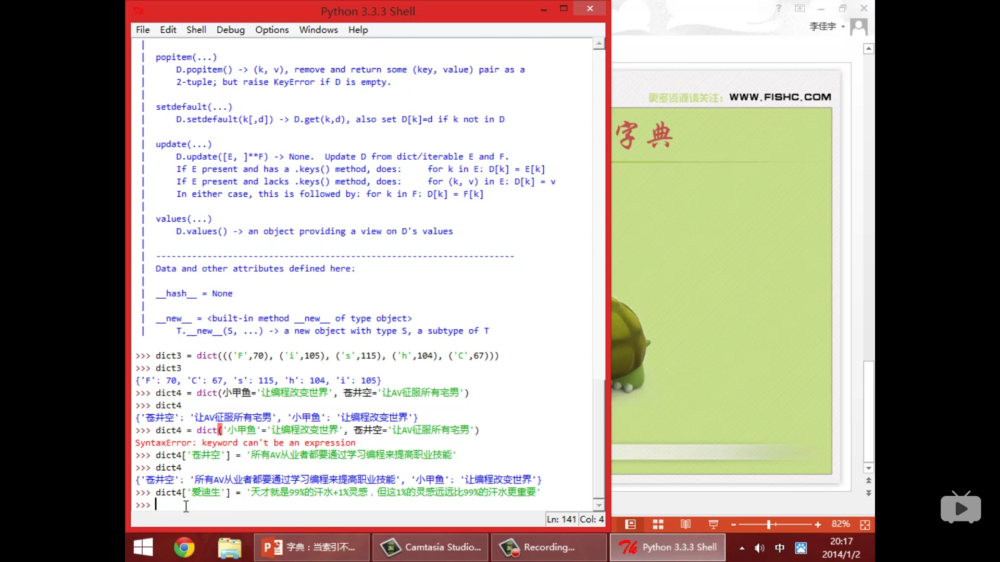 Python 3.3.3 Shell
File Edit Shell Debug Options Windows Help
|
| popitem(...)
|     D.popitem() -> (k, v), remove and return some (key, value) pair as a
|     2-tuple; but raise KeyError if D is empty.
|
| setdefault(...)
|     D.setdefault(k[,d]) -> D.get(k,d), also set D[k]=d if k not in D
|
| update(...)
|     D.update([E, ]**F) -> None.  Update D from dict/iterable E and F.
|     If E present and has a .keys() method, does:     for k in E: D[k] = E[k]
|     If E present and lacks .keys() method, does:     for (k, v) in E: D[k] = v
|     In either case, this is followed by: for k in F: D[k] = F[k]
|
| values(...)
|     D.values() -> an object providing a view on D's values
|
| ----------------------------------------------------------------------
| Data and other attributes defined here:
|
| __hash__ = None
|
| __new__ = <built-in method __new__ of type object>
|     T.__new__(S, ...) -> a new object with type S, a subtype of T
>>> dict3 = dict((('F',70), ('i',105), ('s',115), ('h',104), ('C',67)))
>>> dict3
{'F': 70, 'C': 67, 's': 115, 'h': 104, 'i': 105}
>>> dict4 = dict(小甲鱼='让编程改变世界', 苍井空='让AV征服所有宅男')
>>> dict4
{'苍井空': '让AV征服所有宅男', '小甲鱼': '让编程改变世界'}
>>> dict4 = dict('小甲鱼'='让编程改变世界', 苍井空='让AV征服所有宅男')
SyntaxError: keyword can't be an expression
>>> dict4['苍井空'] = '所有AV从业者都要通过学习编程来提高职业技能'
>>> dict4
{'苍井空': '所有AV从业者都要通过学习编程来提高职业技能', '小甲鱼': '让编程改变世界'}
>>> dict4['爱迪生'] = '天才就是99%的汗水+1%灵感，但这1%的灵感远远比99%的汗水更重要'
>>>
Ln: 141 Col: 4
李佳宇
更多资源请关注：WWW.FISHC.COM
字典
82%
字典：当索引不...
Camtasia Studio...
Recording...
Python 3.3.3 Shell
中
20:17
2014/1/2